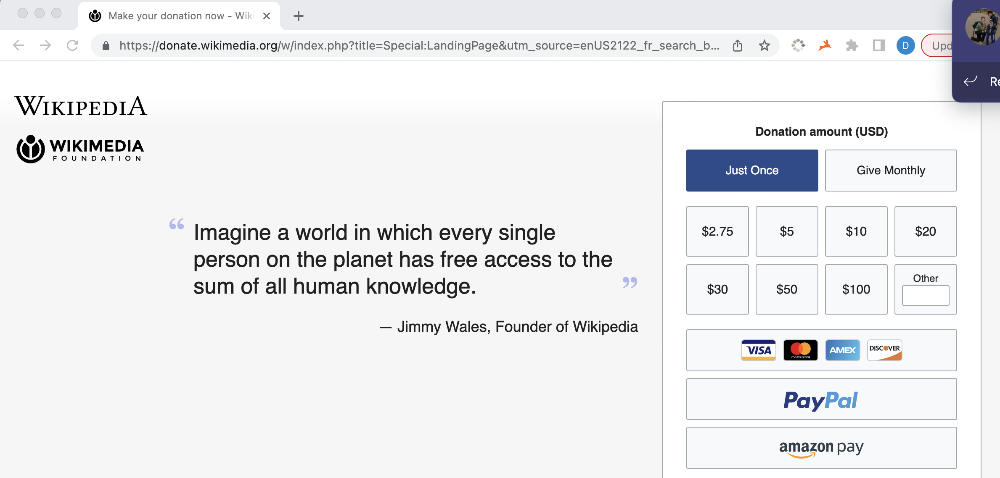 Make your donation now - Wiki
https://donate.wikimedia.org/w/index.php?title=Special:LandingPage&utm_source=enUS2122_fr_search_b...
D
Upd
Re
WIKIPEDIA
WIKIMEDIA
FOUNDATION
“ Imagine a world in which every single
person on the planet has free access to the
sum of all human knowledge. ”
— Jimmy Wales, Founder of Wikipedia
Donation amount (USD)
Just Once Give Monthly
$2.75 $5 $10 $20
$30 $50 $100 Other
VISA mastercard. AMEX DISCOVER
PayPal
amazon pay